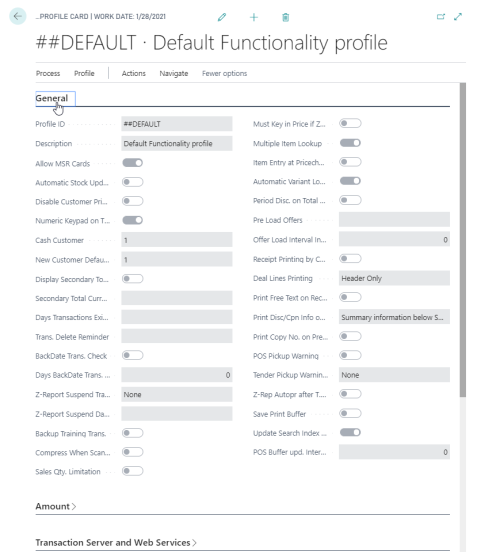 ...PROFILE CARD | WORK DATE: 1/28/2021
##DEFAULT · Default Functionality profile
Process Profile Actions Navigate Fewer options
General
Profile ID ##DEFAULT
Description Default Functionality profile
Allow MSR Cards
Automatic Stock Upd...
Disable Customer Pri...
Numeric Keypad on T...
Cash Customer 1
New Customer Defau... 1
Display Secondary To...
Secondary Total Curr...
Days Transactions Exi...
Trans. Delete Reminder
BackDate Trans. Check
Days BackDate Trans. ... 0
Z-Report Suspend Tra... None
Z-Report Suspend Da...
Backup Training Trans.
Compress When Scan...
Sales Qty. Limitation
Must Key in Price if Z...
Multiple Item Lookup
Item Entry at Pricech...
Automatic Variant Lo...
Period Disc. on Total ...
Pre Load Offers
Offer Load Interval In... 0
Receipt Printing by C...
Deal Lines Printing Header Only
Print Free Text on Rec...
Print Disc/Cpn Info o... Summary information below S...
Print Copy No. on Pre...
POS Pickup Warning
Tender Pickup Warnin... None
Z-Rep Autopr after T....
Save Print Buffer
Update Search Index ...
POS Buffer upd. Inter... 0
Amount >
Transaction Server and Web Services >